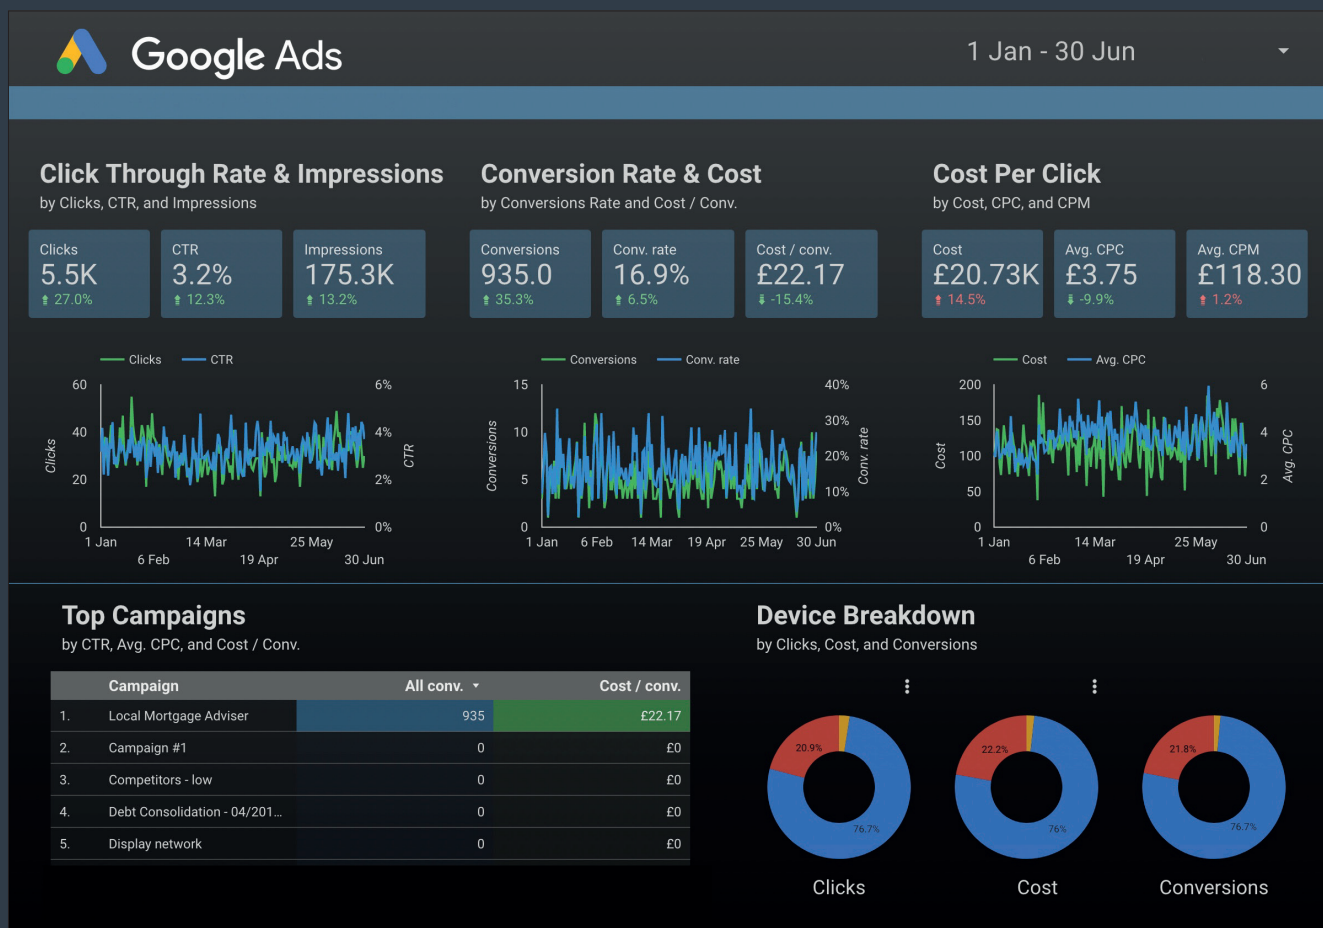 Google Ads
1 Jan - 30 Jun
Click Through Rate & Impressions
by Clicks, CTR, and Impressions
Clicks
5.5K
27.0%
CTR
3.2%
12.3%
Impressions
175.3K
13.2%
Conversion Rate & Cost
by Conversions Rate and Cost / Conv.
Conversions
935.0
35.3%
Conv. rate
16.9%
6.5%
Cost / conv.
£22.17
-15.4%
Cost Per Click
by Cost, CPC, and CPM
Cost
£20.73K
14.5%
Avg. CPC
£3.75
-9.9%
Avg. CPM
£118.30
1.2%
Clicks CTR
60
40
20
0
Clicks
6%
4%
2%
0%
CTR
1 Jan 14 Mar 25 May
6 Feb 19 Apr 30 Jun
Conversions Conv. rate
15
10
5
0
Conversions
40%
30%
20%
10%
0%
Conv. rate
1 Jan 6 Feb 14 Mar 19 Apr 25 May 30 Jun
Cost Avg. CPC
200
150
100
50
0
Cost
6
4
2
0
Avg. CPC
1 Jan 14 Mar 25 May
6 Feb 19 Apr 30 Jun
Top Campaigns
by CTR, Avg. CPC, and Cost / Conv.
Campaign All conv. Cost / conv.
1. Local Mortgage Adviser 935 £22.17
2. Campaign #1 0 £0
3. Competitors - low 0 £0
4. Debt Consolidation - 04/201... 0 £0
5. Display network 0 £0
Device Breakdown
by Clicks, Cost, and Conversions
20.9%
76.7%
Clicks
22.2%
76%
Cost
21.8%
76.7%
Conversions